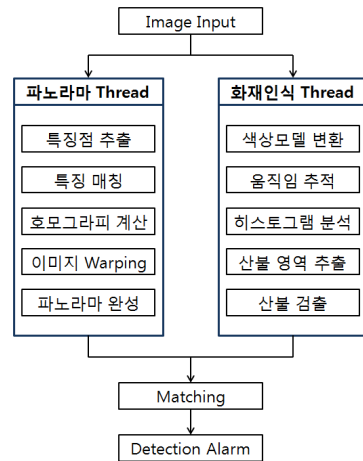 Image Input
파노라마 Thread
특징점 추출
특징 매칭
호모그라피 계산
이미지 Warping
파노라마 완성
화재인식 Thread
색상모델 변환
움직임 추적
히스토그램 분석
산불 영역 추출
산불 검출
Matching
Detection Alarm